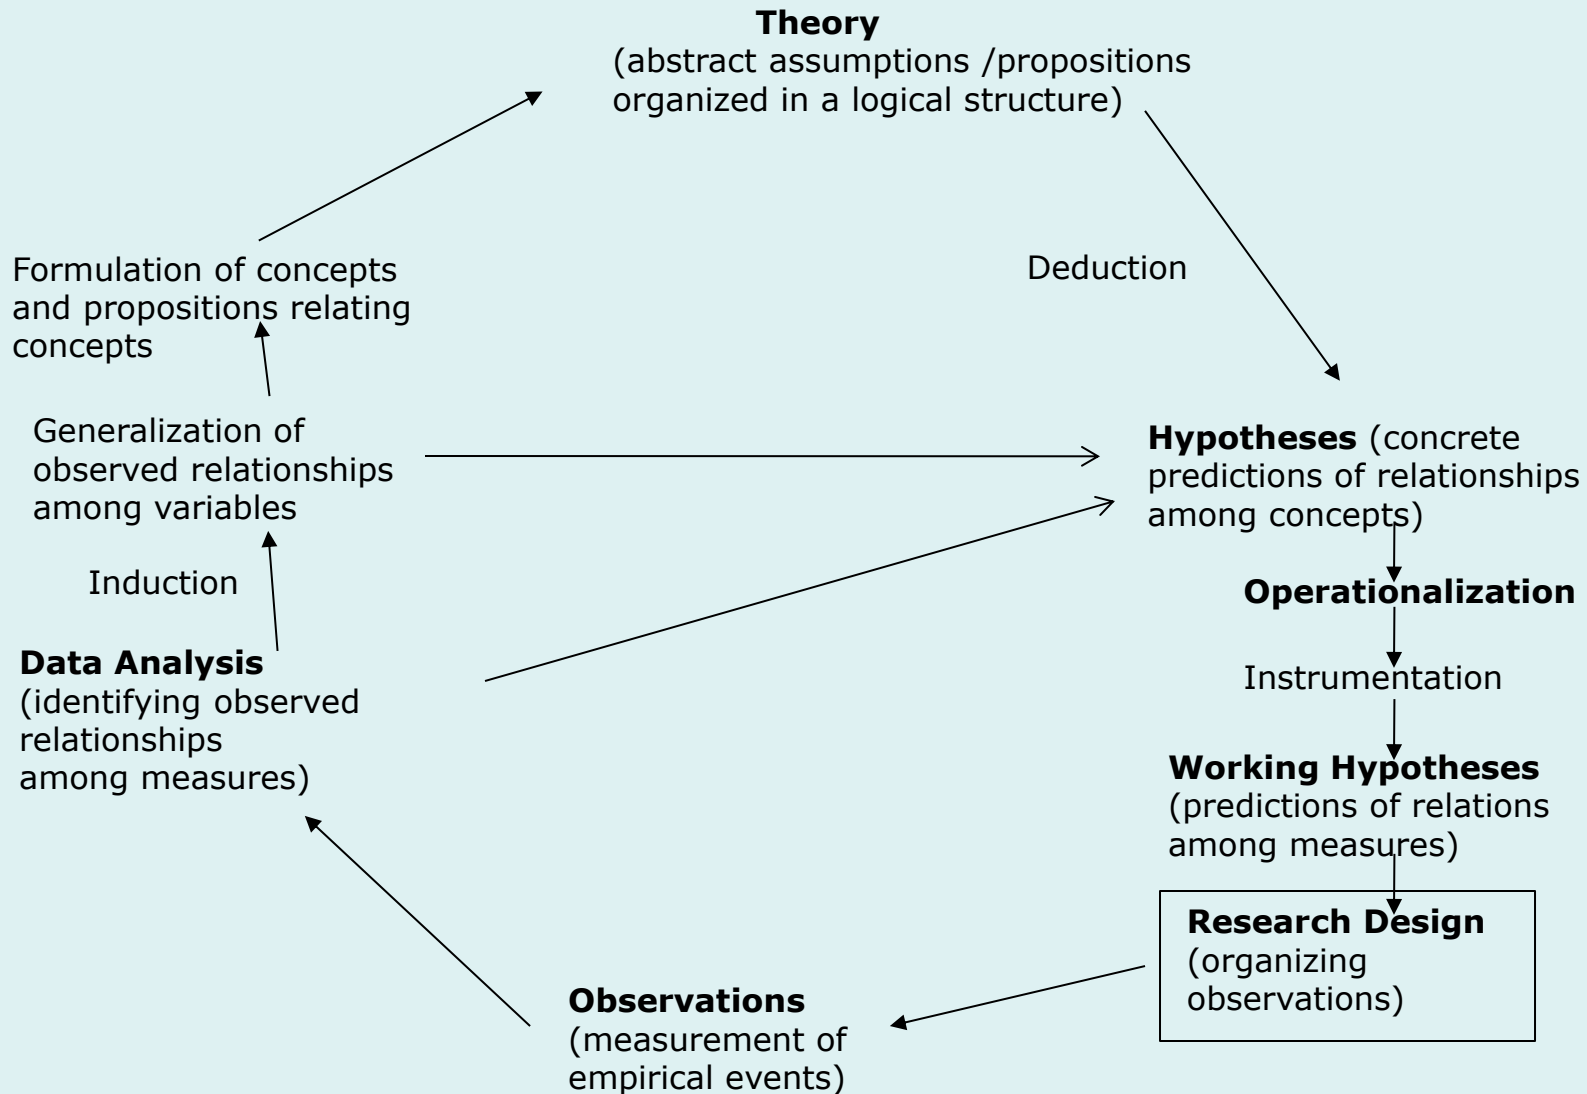 Theory
(abstract assumptions /propositions
organized in a logical structure)
Deduction
Formulation of concepts
and propositions relating
concepts
Generalization of
observed relationships
among variables
Induction
Data Analysis
(identifying observed
relationships
among measures)
Hypotheses (concrete
predictions of relationships
among concepts)
Operationalization
Instrumentation
Working Hypotheses
(predictions of relations
among measures)
Research Design
(organizing
observations)
Observations
(measurement of
empirical events)